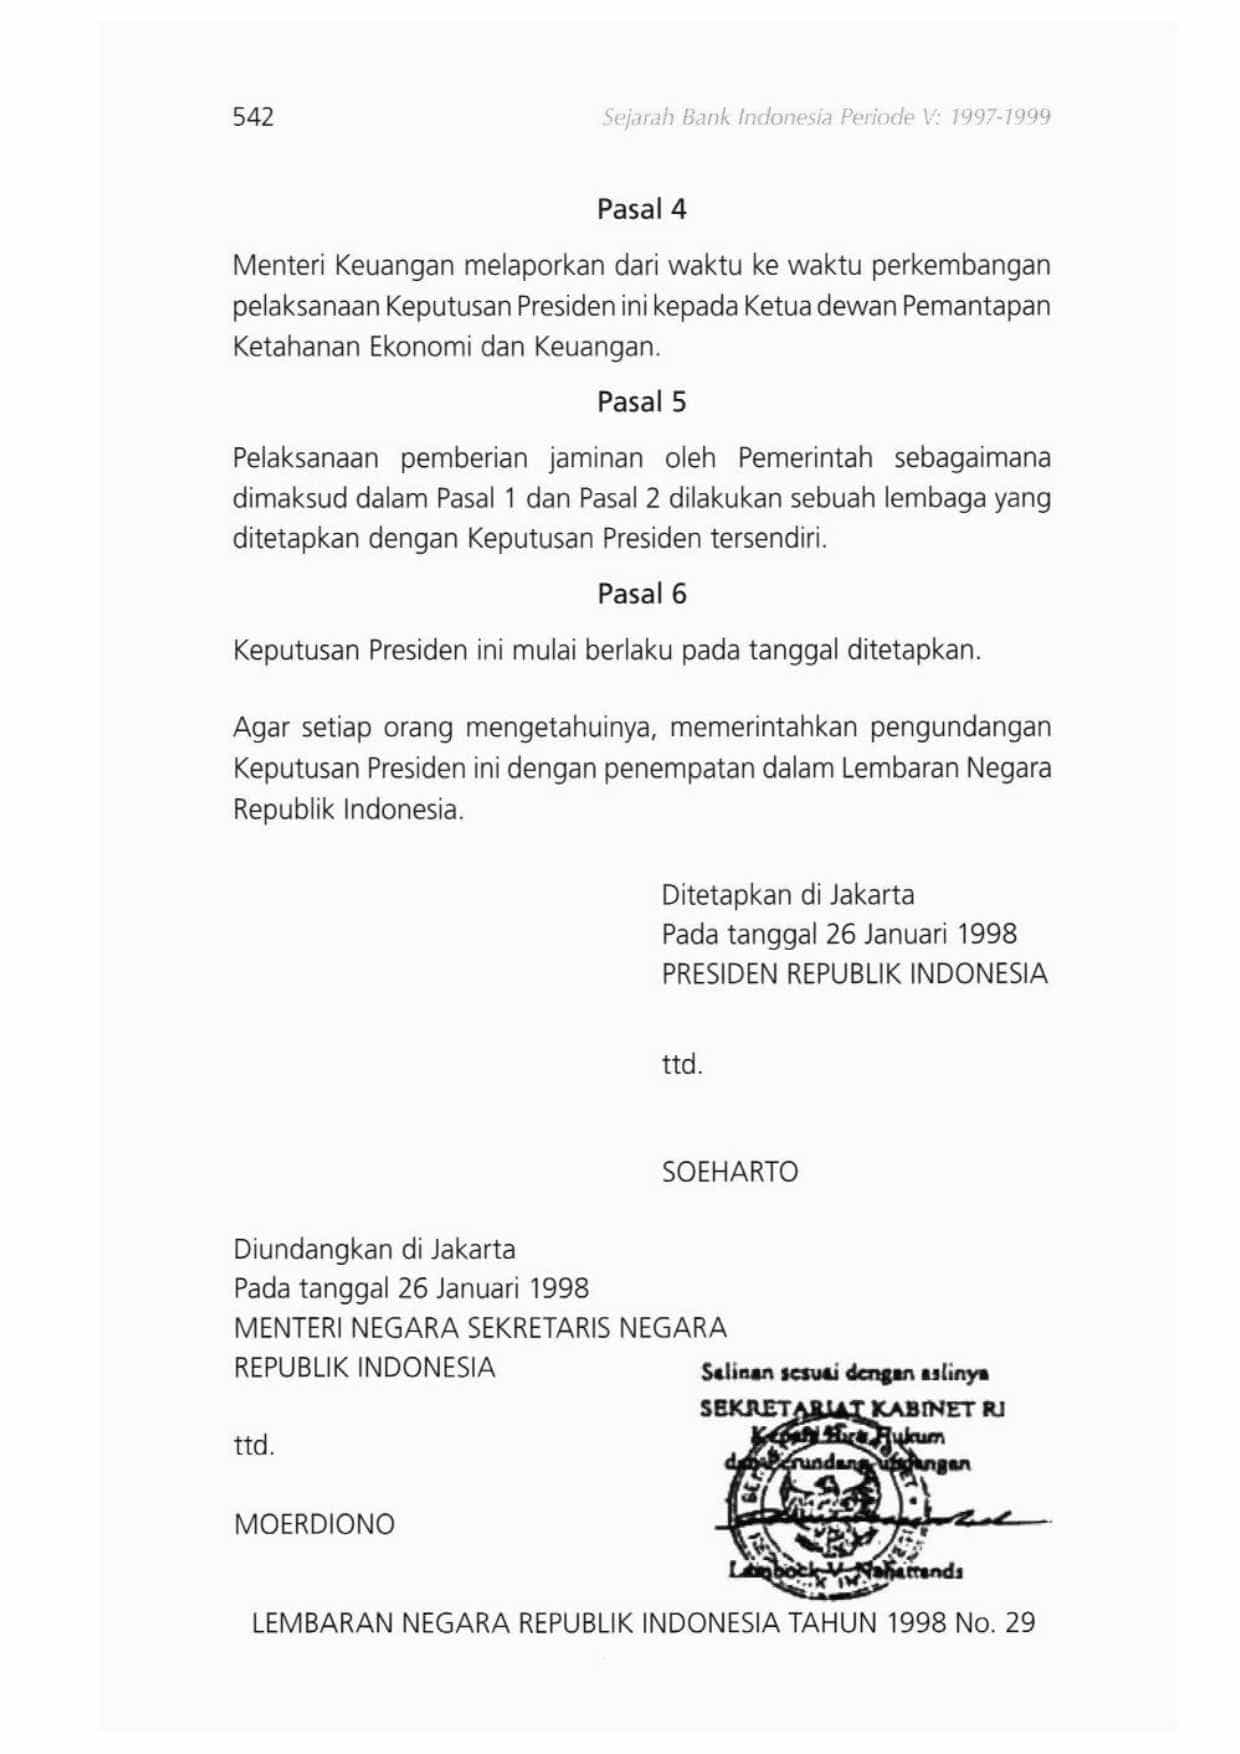 542
Sejarah Bank Indonesia Periode V: 1997-1999
Pasal 4
Menteri Keuangan melaporkan dari waktu ke waktu perkembangan
pelaksanaan Keputusan Presiden ini kepada Ketua dewan Pemantapan
Ketahanan Ekonomi dan Keuangan.
Pasal 5
Pelaksanaan pemberian jaminan oleh Pemerintah sebagaimana
dimaksud dalam Pasal 1 dan Pasal 2 dilakukan sebuah lembaga yang
ditetapkan dengan Keputusan Presiden tersendiri.
Pasal 6
Keputusan Presiden ini mulai berlaku pada tanggal ditetapkan.
Agar setiap orang mengetahuinya, memerintahkan pengundangan
Keputusan Presiden ini dengan penempatan dalam Lembaran Negara
Republik Indonesia.
Ditetapkan di Jakarta
Pada tanggal 26 Januari 1998
PRESIDEN REPUBLIK INDONESIA
ttd.
SOEHARTO
Diundangkan di Jakarta
Pada tanggal 26 Januari 1998
MENTERI NEGARA SEKRETARIS NEGARA
REPUBLIK INDONESIA
ttd.
MOERDIONO
Salinan sesuai dengan aslinya
SEKRETARIAT KABINET RI
Kepala Biro Hukum
dan Perundang-undangan
Lambock V.
LEMBARAN NEGARA REPUBLIK INDONESIA TAHUN 1998 No. 29